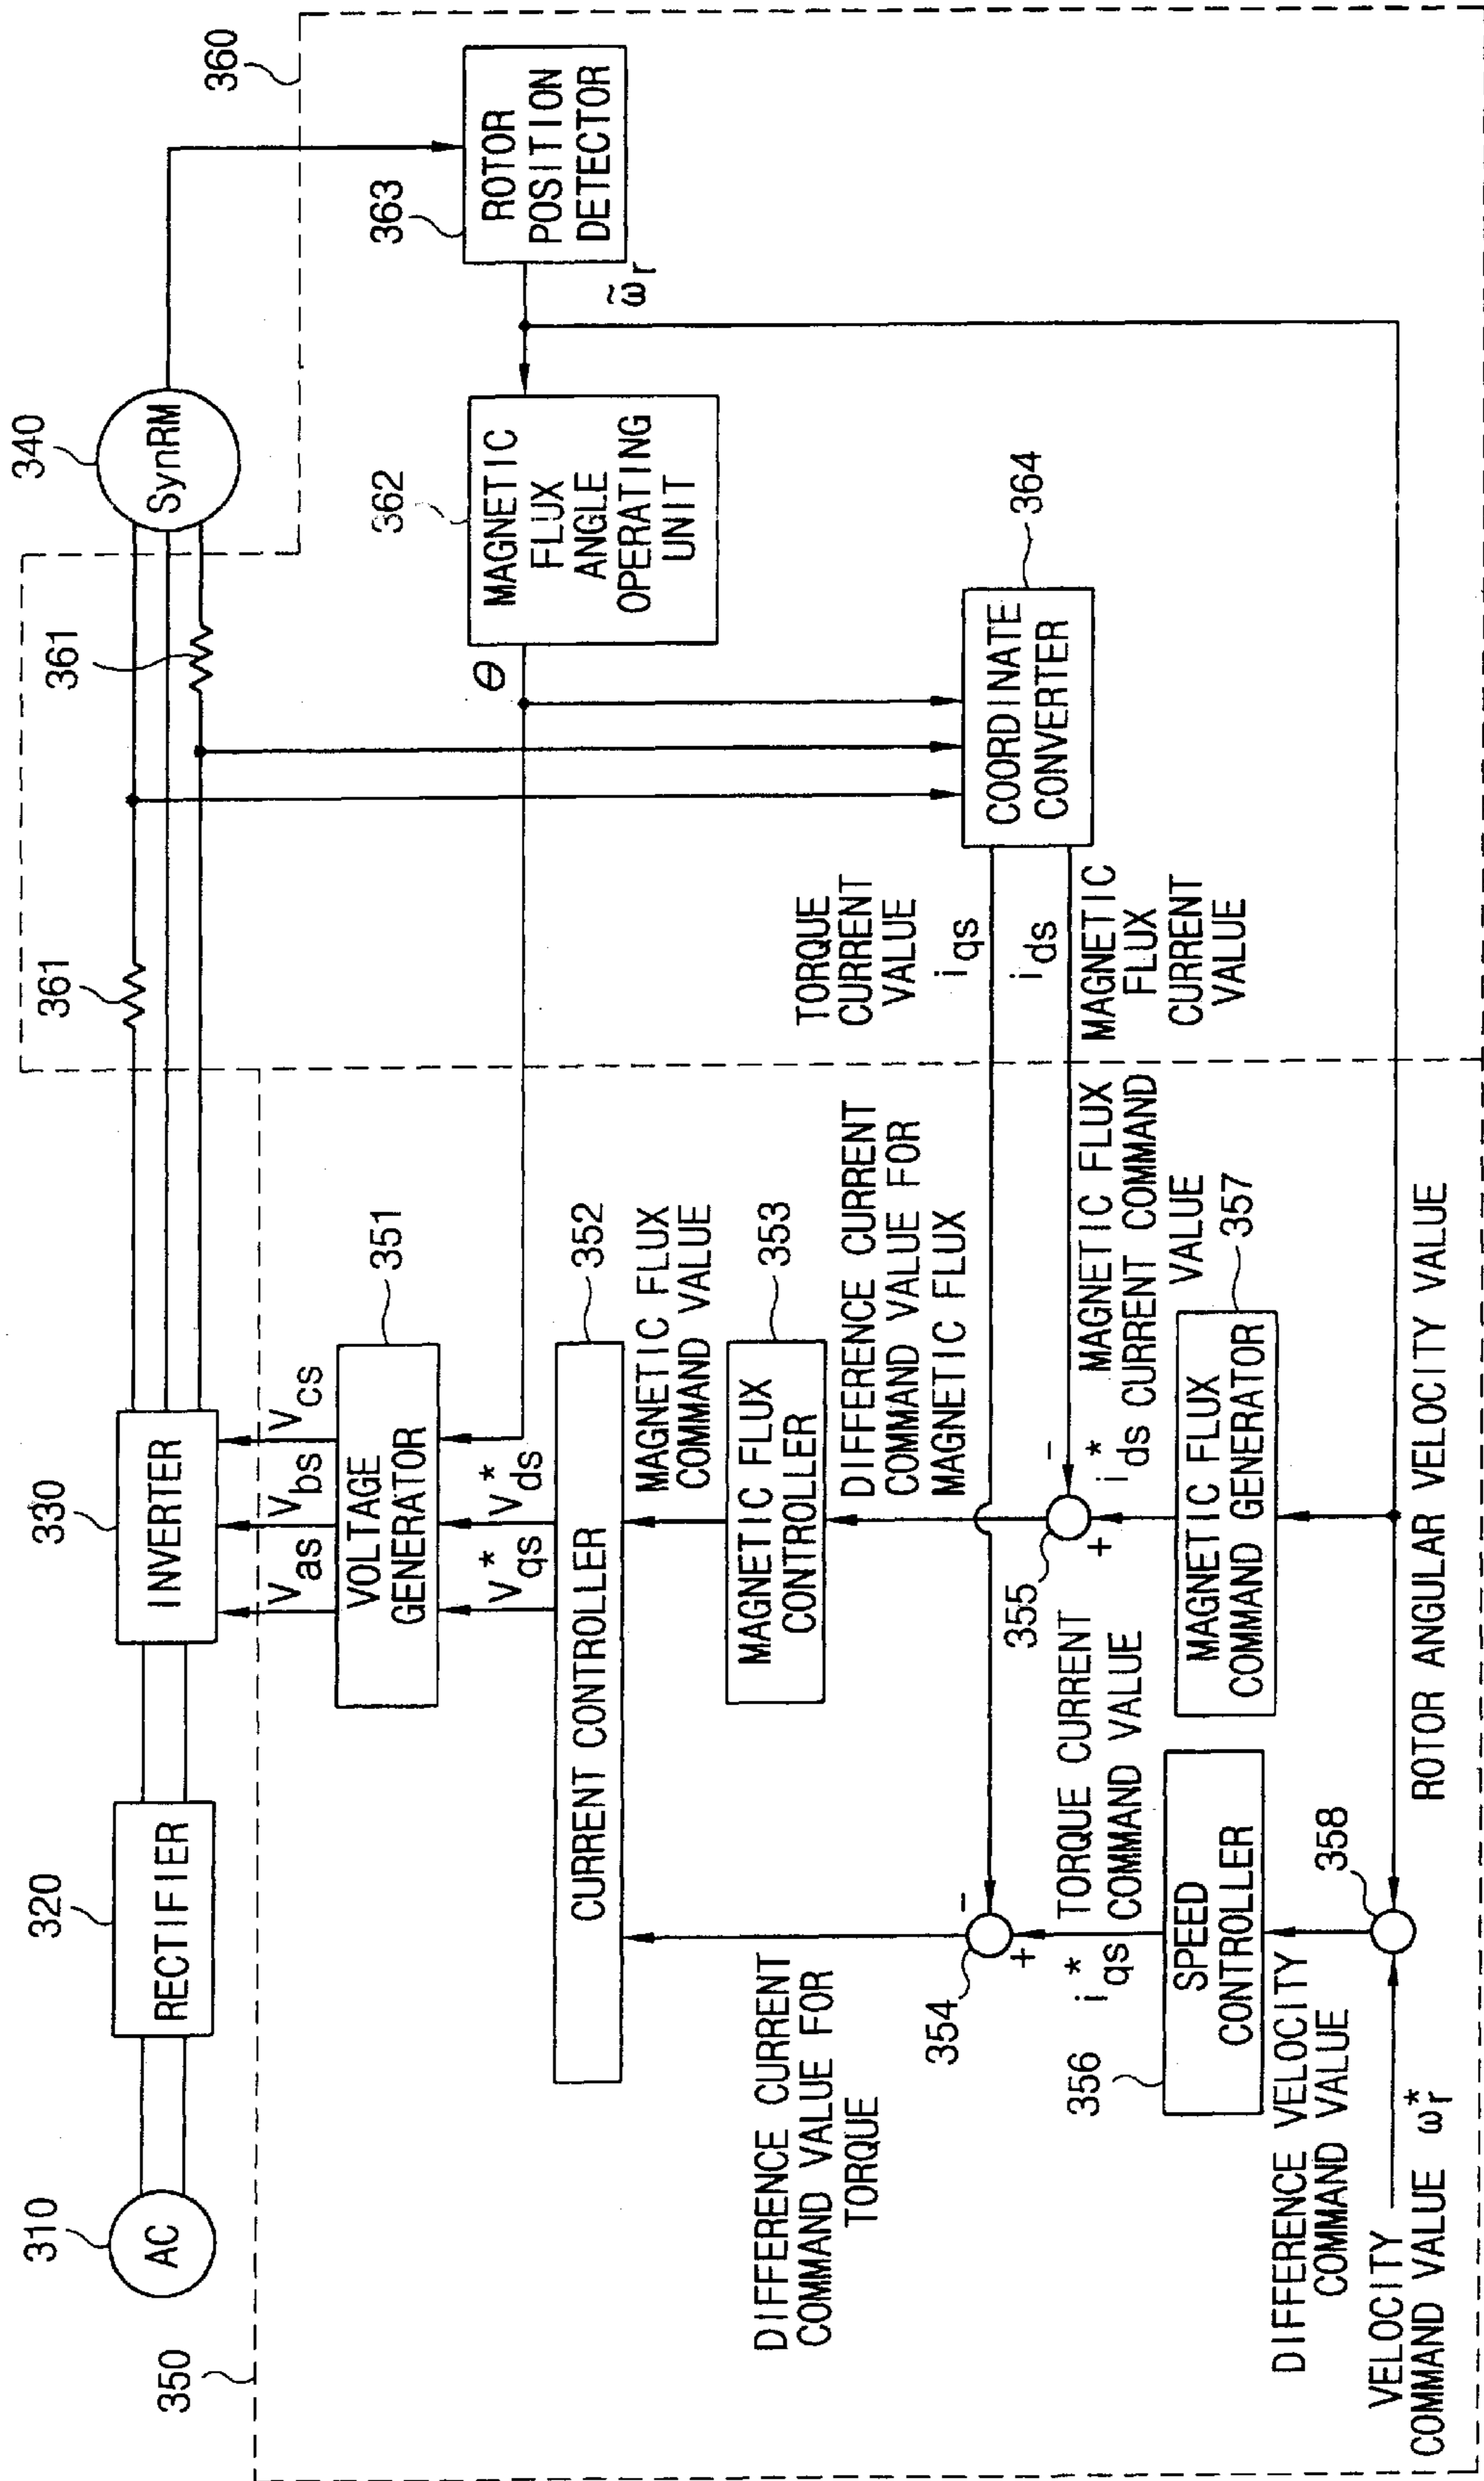 310
AC
320
RECTIFIER
330
INVERTER
361
361
340
SynRM
360
350
Vas
Vbs
Vcs
VOLTAGE
GENERATOR
351
V*qs
V*ds
CURRENT CONTROLLER
352
MAGNETIC FLUX
COMMAND VALUE
MAGNETIC FLUX
CONTROLLER
353
DIFFERENCE CURRENT
COMMAND VALUE FOR
MAGNETIC FLUX
DIFFERENCE CURRENT
COMMAND VALUE FOR
TORQUE
θ
362
MAGNETIC
FLUX
ANGLE
OPERATING
UNIT
363
ROTOR
POSITION
DETECTOR
ω̃r
364
COORDINATE
CONVERTER
TORQUE
CURRENT
VALUE
iqs
ids
MAGNETIC
FLUX
CURRENT
VALUE
354
+
-
i*qs
TORQUE CURRENT
COMMAND VALUE
355
+
-
i*ds
MAGNETIC FLUX
CURRENT COMMAND
VALUE
356
SPEED
CONTROLLER
MAGNETIC FLUX
COMMAND GENERATOR
357
DIFFERENCE VELOCITY
COMMAND VALUE
358
VELOCITY
COMMAND VALUE ω*r
ROTOR ANGULAR VELOCITY VALUE